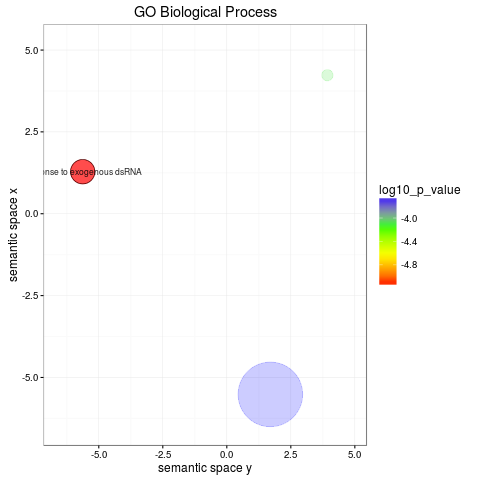 GO Biological Process
5.0
2.5
0.0
-2.5
-5.0
semantic space x
nse to exogenous dsRNA
-5.0
-2.5
0.0
2.5
5.0
semantic space y
log10_p_value
-4.0
-4.4
-4.8